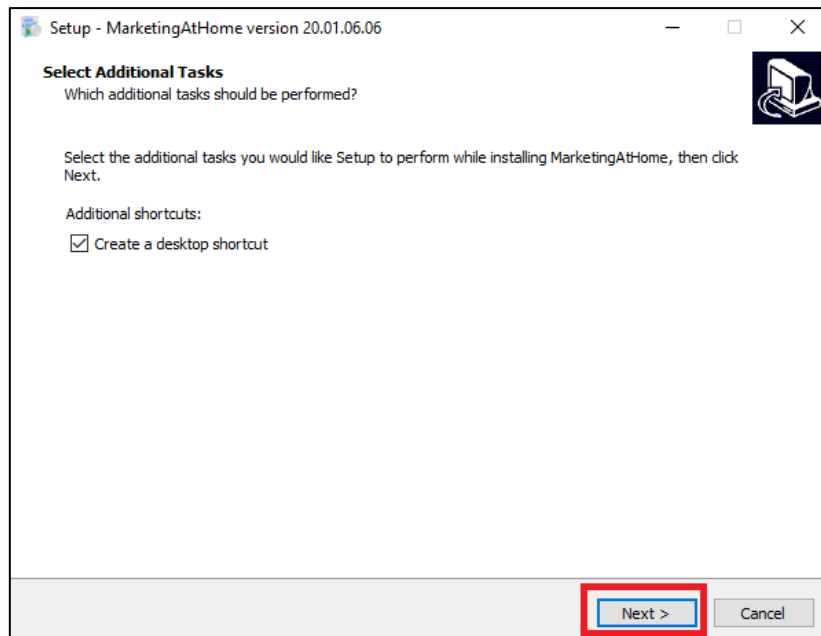 Setup - MarketingAtHome version 20.01.06.06
Select Additional Tasks
Which additional tasks should be performed?
Select the additional tasks you would like Setup to perform while installing MarketingAtHome, then click
Next.
Additional shortcuts:
Create a desktop shortcut
Next >
Cancel